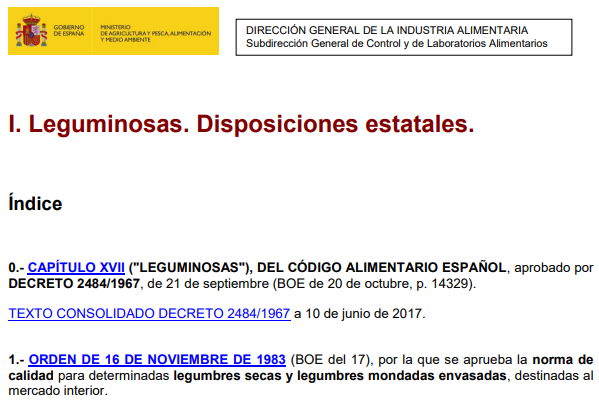 GOBIERNO
DE ESPAÑA
MINISTERIO
DE AGRICULTURA Y PESCA, ALIMENTACIÓN
Y MEDIO AMBIENTE
DIRECCIÓN GENERAL DE LA INDUSTRIA ALIMENTARIA
Subdirección General de Control y de Laboratorios Alimentarios
I. Leguminosas. Disposiciones estatales.
Índice
0.- CAPÍTULO XVII ("LEGUMINOSAS"), DEL CÓDIGO ALIMENTARIO ESPAÑOL, aprobado por
DECRETO 2484/1967, de 21 de septiembre (BOE de 20 de octubre, p. 14329).
TEXTO CONSOLIDADO DECRETO 2484/1967 a 10 de junio de 2017.
1.- ORDEN DE 16 DE NOVIEMBRE DE 1983 (BOE del 17), por la que se aprueba la norma de
calidad para determinadas legumbres secas y legumbres mondadas envasadas, destinadas al
mercado interior.